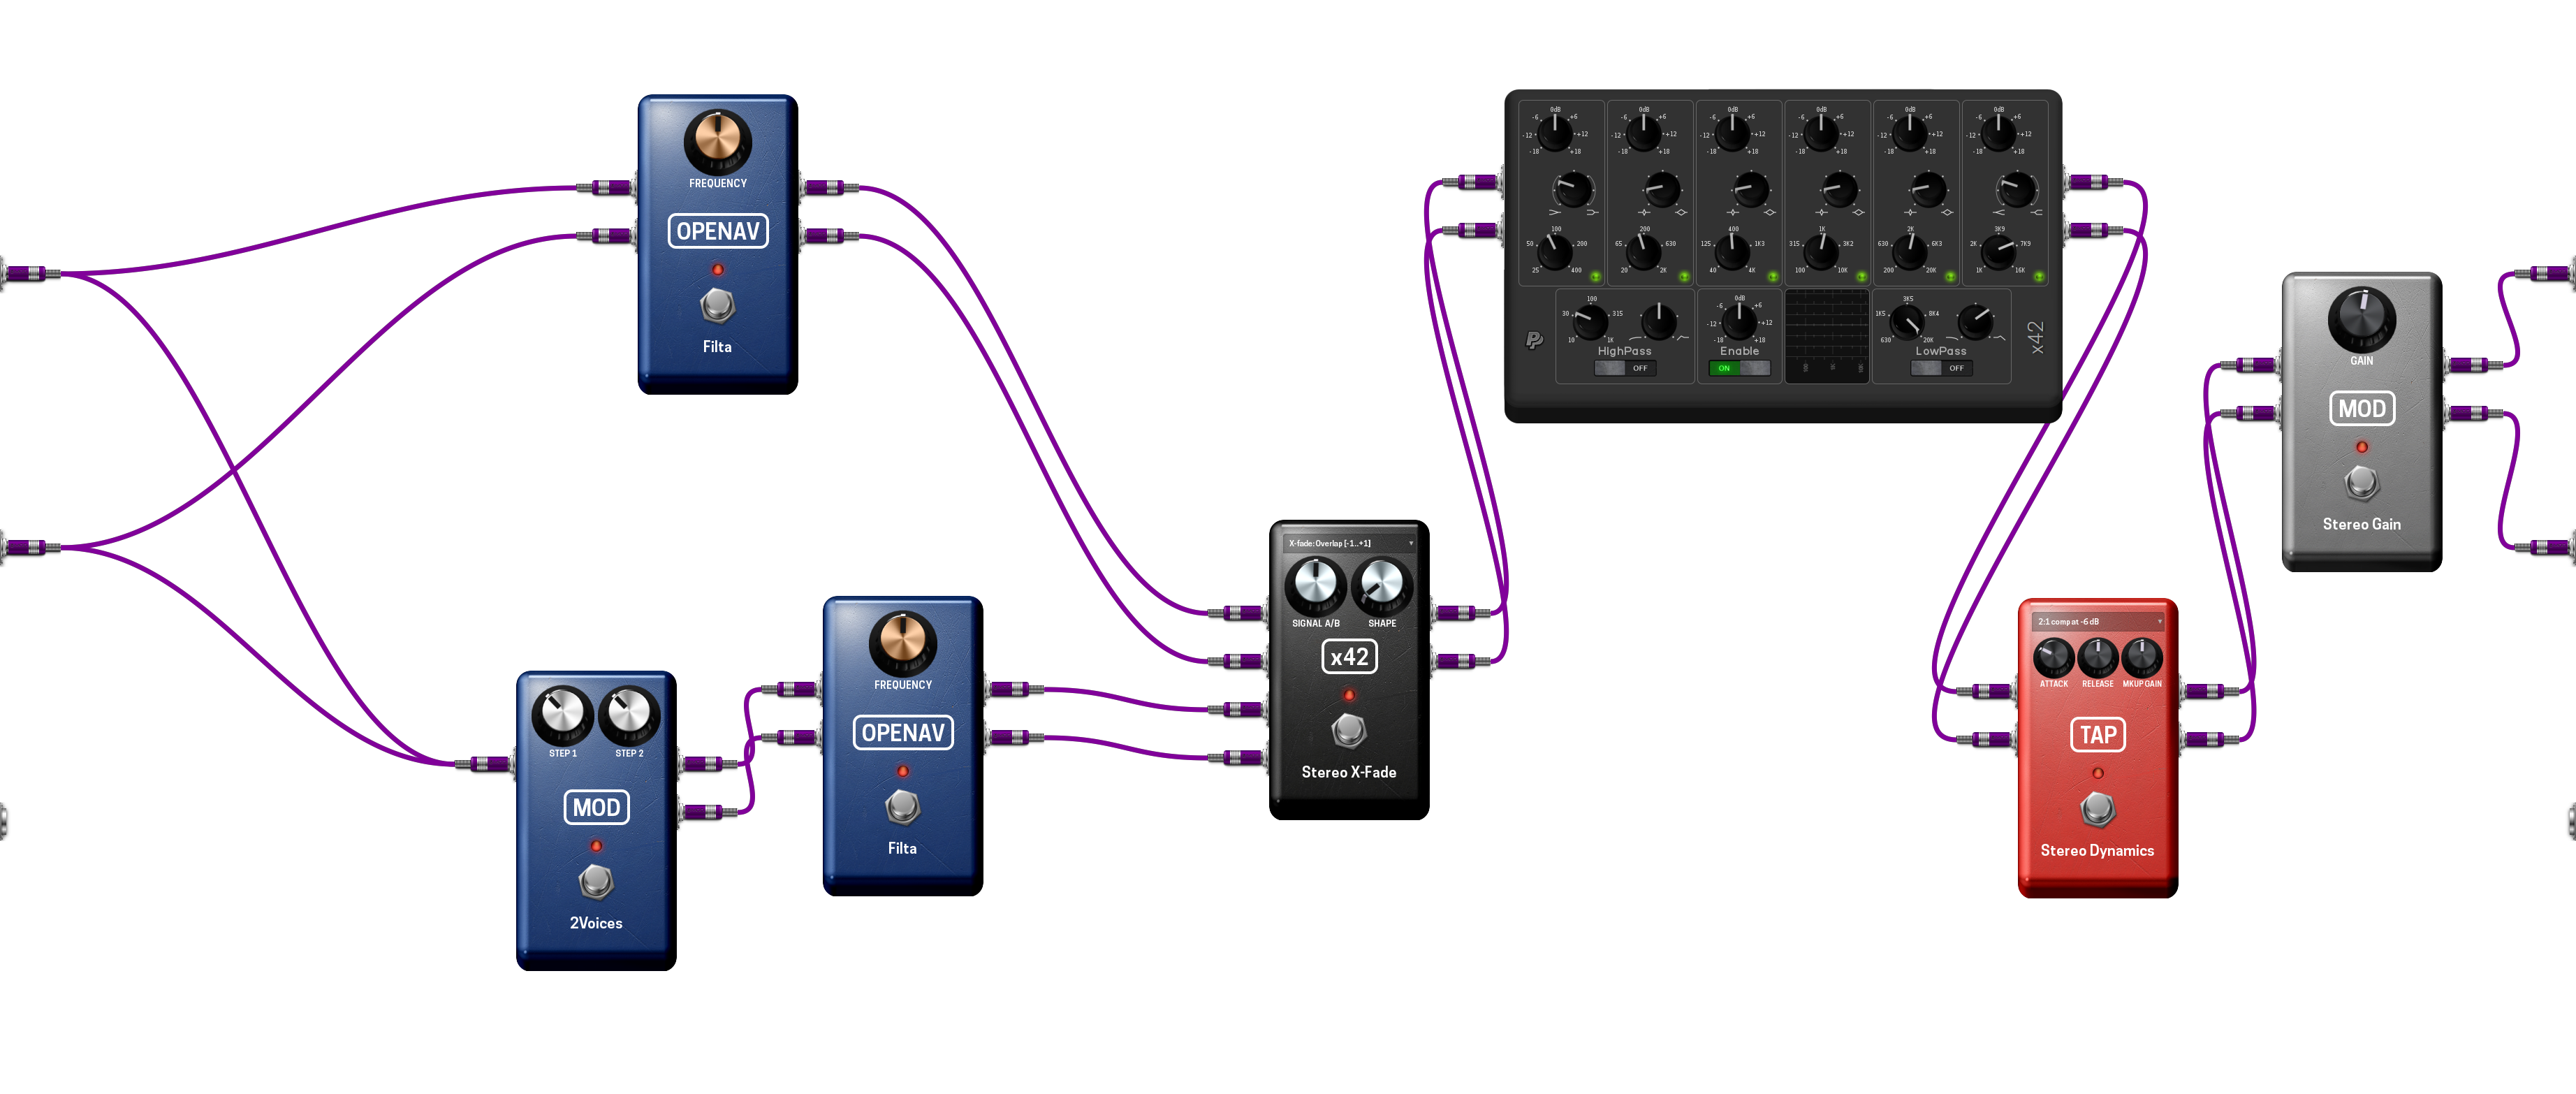 FREQUENCY
OPENAV
Filta
STEP 1 STEP 2
MOD
2Voices
FREQUENCY
OPENAV
Filta
X-fade: Overlap [-1..+1]
SIGNAL A/B SHAPE
x42
Stereo X-Fade
0dB 0dB 0dB 0dB 0dB 0dB
-6 +6 -6 +6 -6 +6 -6 +6 -6 +6 -6 +6
-12 +12 -12 +12 -12 +12 -12 +12 -12 +12 -12 +12
-18 +18 -18 +18 -18 +18 -18 +18 -18 +18 -18 +18
100 200 400 1K 2K 3K9
50 200 65 630 125 1K3 315 3K2 630 6K3 2K 7K9
25 400 20 2K 40 4K 100 10K 200 20K 1K 16K
100
30 315
10 1K
HighPass
OFF
0dB
-6 +6
-12 +12
-18 +18
Enable
ON
100 1K 10K
3K5
1K5 8K4
630 20K
LowPass
OFF
x42
2:1 comp at -6 dB
ATTACK RELEASE MKUP GAIN
TAP
Stereo Dynamics
GAIN
MOD
Stereo Gain